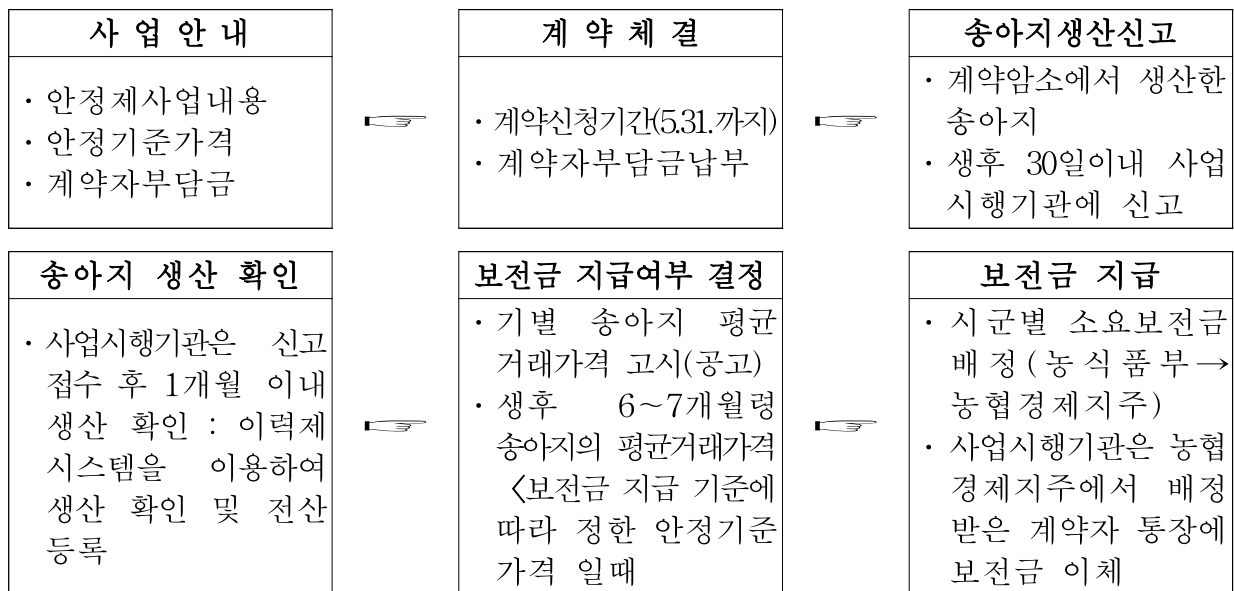 사 업 안 내
· 안정제사업내용
· 안정기준가격
· 계약자부담금
☞
계 약 체 결
· 계약신청기간(5.31.까지)
· 계약자부담금납부
☞
송아지생산신고
· 계약암소에서 생산한
송아지
· 생후 30일이내 사업
시행기관에 신고
송아지 생산 확인
· 사업시행기관은 신고
접수 후 1개월 이내
생산 확인 : 이력제
시스템을 이용하여
생산 확인 및 전산
등록
☞
보전금 지급여부 결정
· 기별 송아지 평균
거래가격 고시(공고)
· 생후 6~7개월령
송아지의 평균거래가격
〈보전금 지급 기준에
따라 정한 안정기준
가격 일때
☞
보전금 지급
· 시군별 소요보전금
배정(농식품부→
농협경제지주)
· 사업시행기관은 농협
경제지주에서 배정
받은 계약자 통장에
보전금 이체